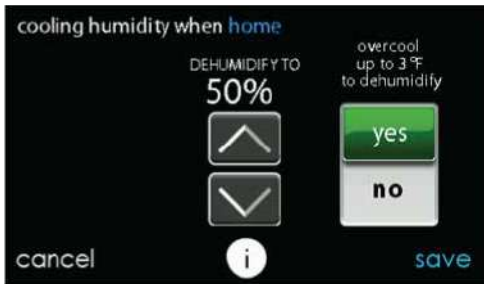 cooling humidity when home
DEHUMIDIFY TO
50%
overcool
up to 3 °F
to dehumidify
yes
no
cancel
i
save